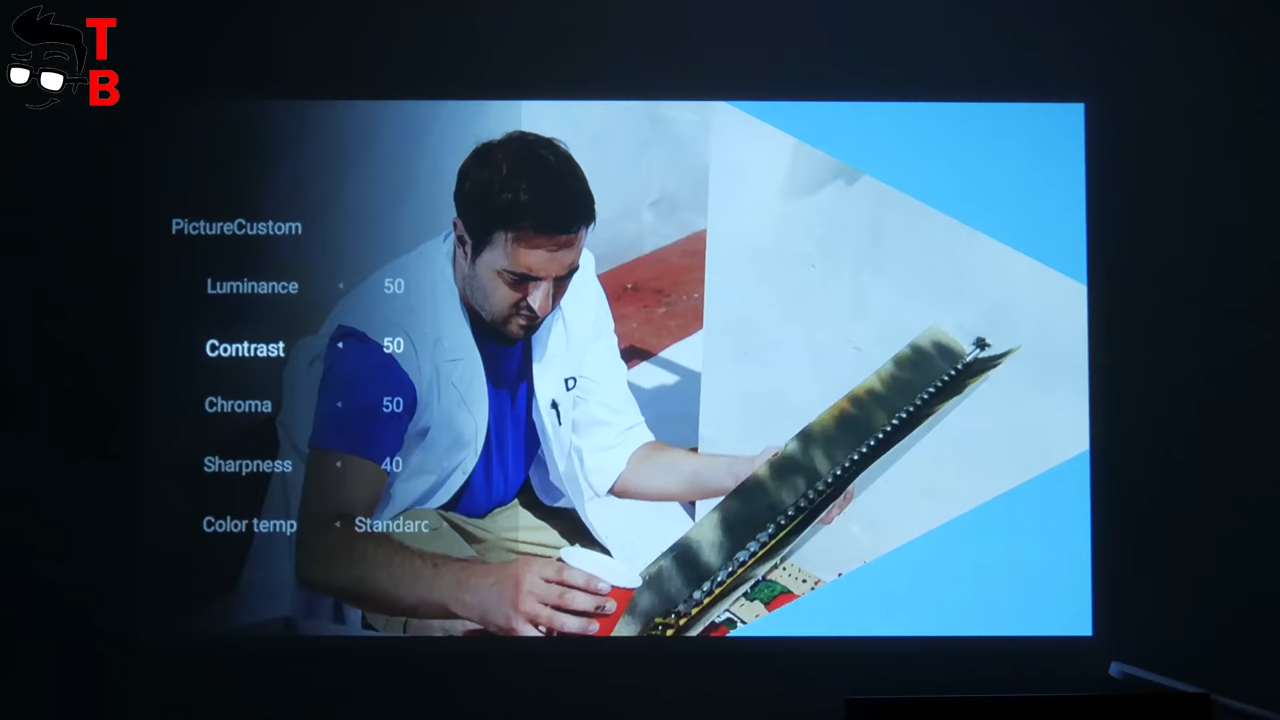 T
B
PictureCustom
Luminance 50
Contrast 50
Chroma 50
Sharpness 40
Color temp Standarc
D